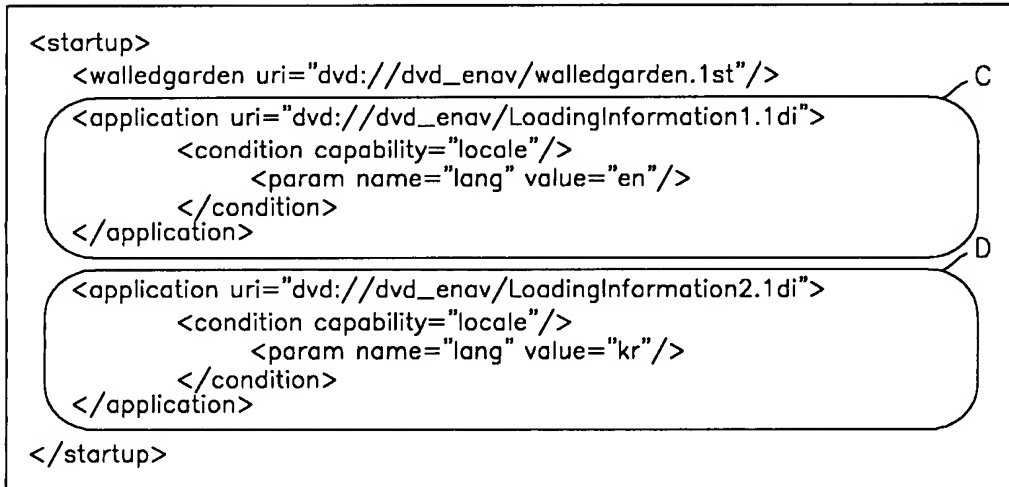 <startup>
<walledgarden uri="dvd://dvd_enav/walledgarden.1st"/>
C
<application uri="dvd://dvd_enav/LoadingInformation1.1di">
<condition capability="locale"/>
<param name="lang" value="en"/>
</condition>
</application>
D
<application uri="dvd://dvd_enav/LoadingInformation2.1di">
<condition capability="locale"/>
<param name="lang" value="kr"/>
</condition>
</application>
</startup>